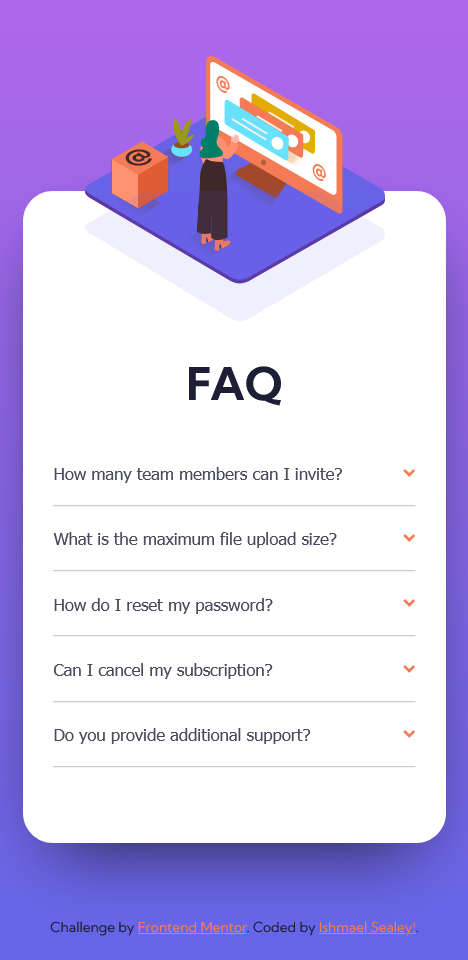 @
@
@
FAQ
How many team members can I invite?
What is the maximum file upload size?
How do I reset my password?
Can I cancel my subscription?
Do you provide additional support?
Challenge by Frontend Mentor. Coded by Ishmael Sealey!.